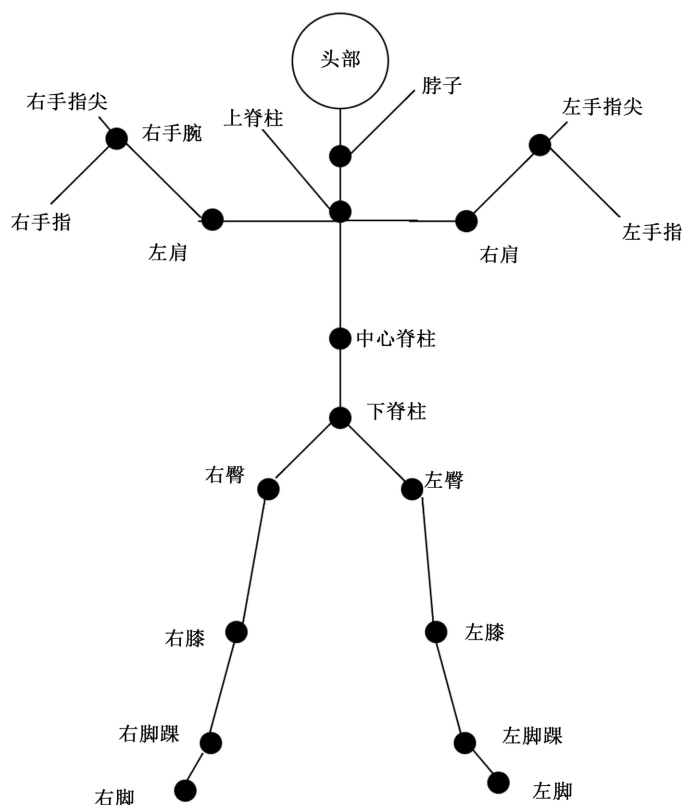 头部
脖子
右手指尖
右手腕
上脊柱
左手指尖
右手指
左手指
左肩
右肩
中心脊柱
下脊柱
右臀
左臀
右膝
左膝
右脚踝
左脚踝
右脚
左脚